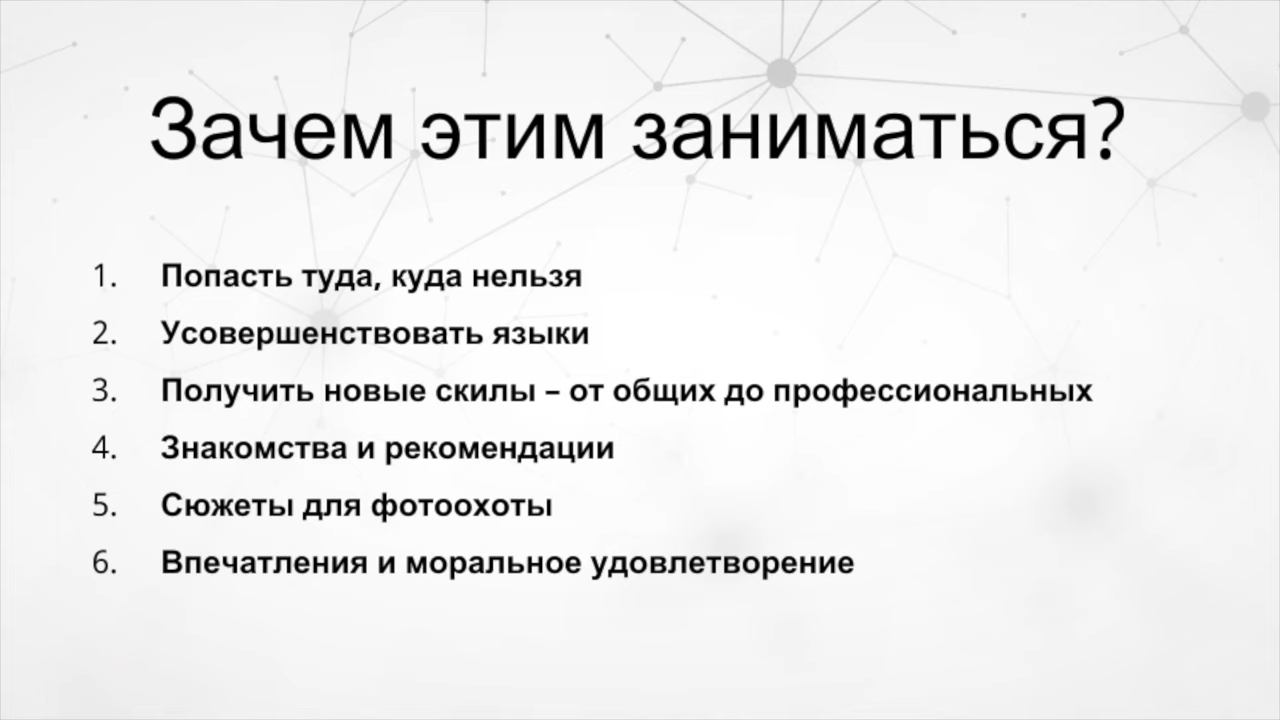 Зачем этим заниматься?
1. Попасть туда, куда нельзя
2. Усовершенствовать языки
3. Получить новые скилы – от общих до профессиональных
4. Знакомства и рекомендации
5. Сюжеты для фотоохоты
6. Впечатления и моральное удовлетворение